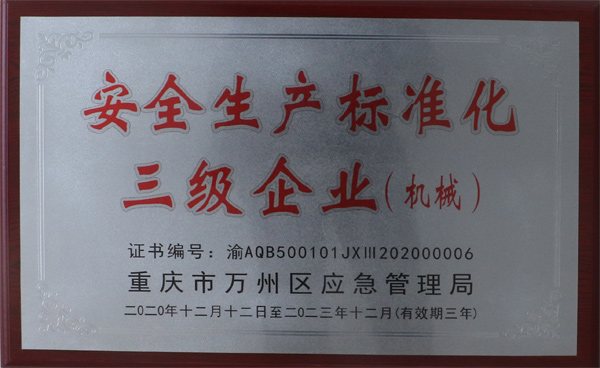 安全生产标准化
三级企业(机械)
证书编号：渝AQB500101JXⅢ202000006
重庆市万州区应急管理局
二0二0年十二月十二日至二0二三年十二月(有效期三年)